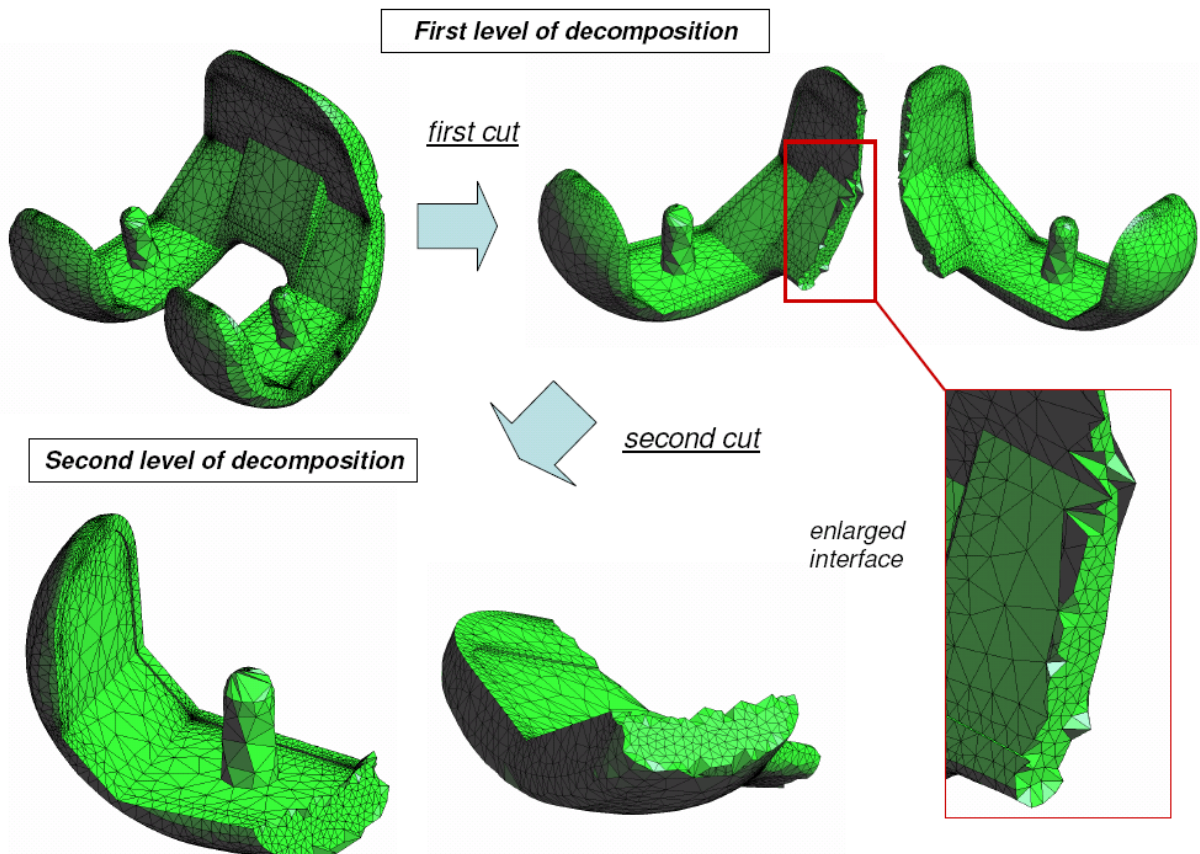 First level of decomposition
first cut
second cut
Second level of decomposition
enlarged
interface